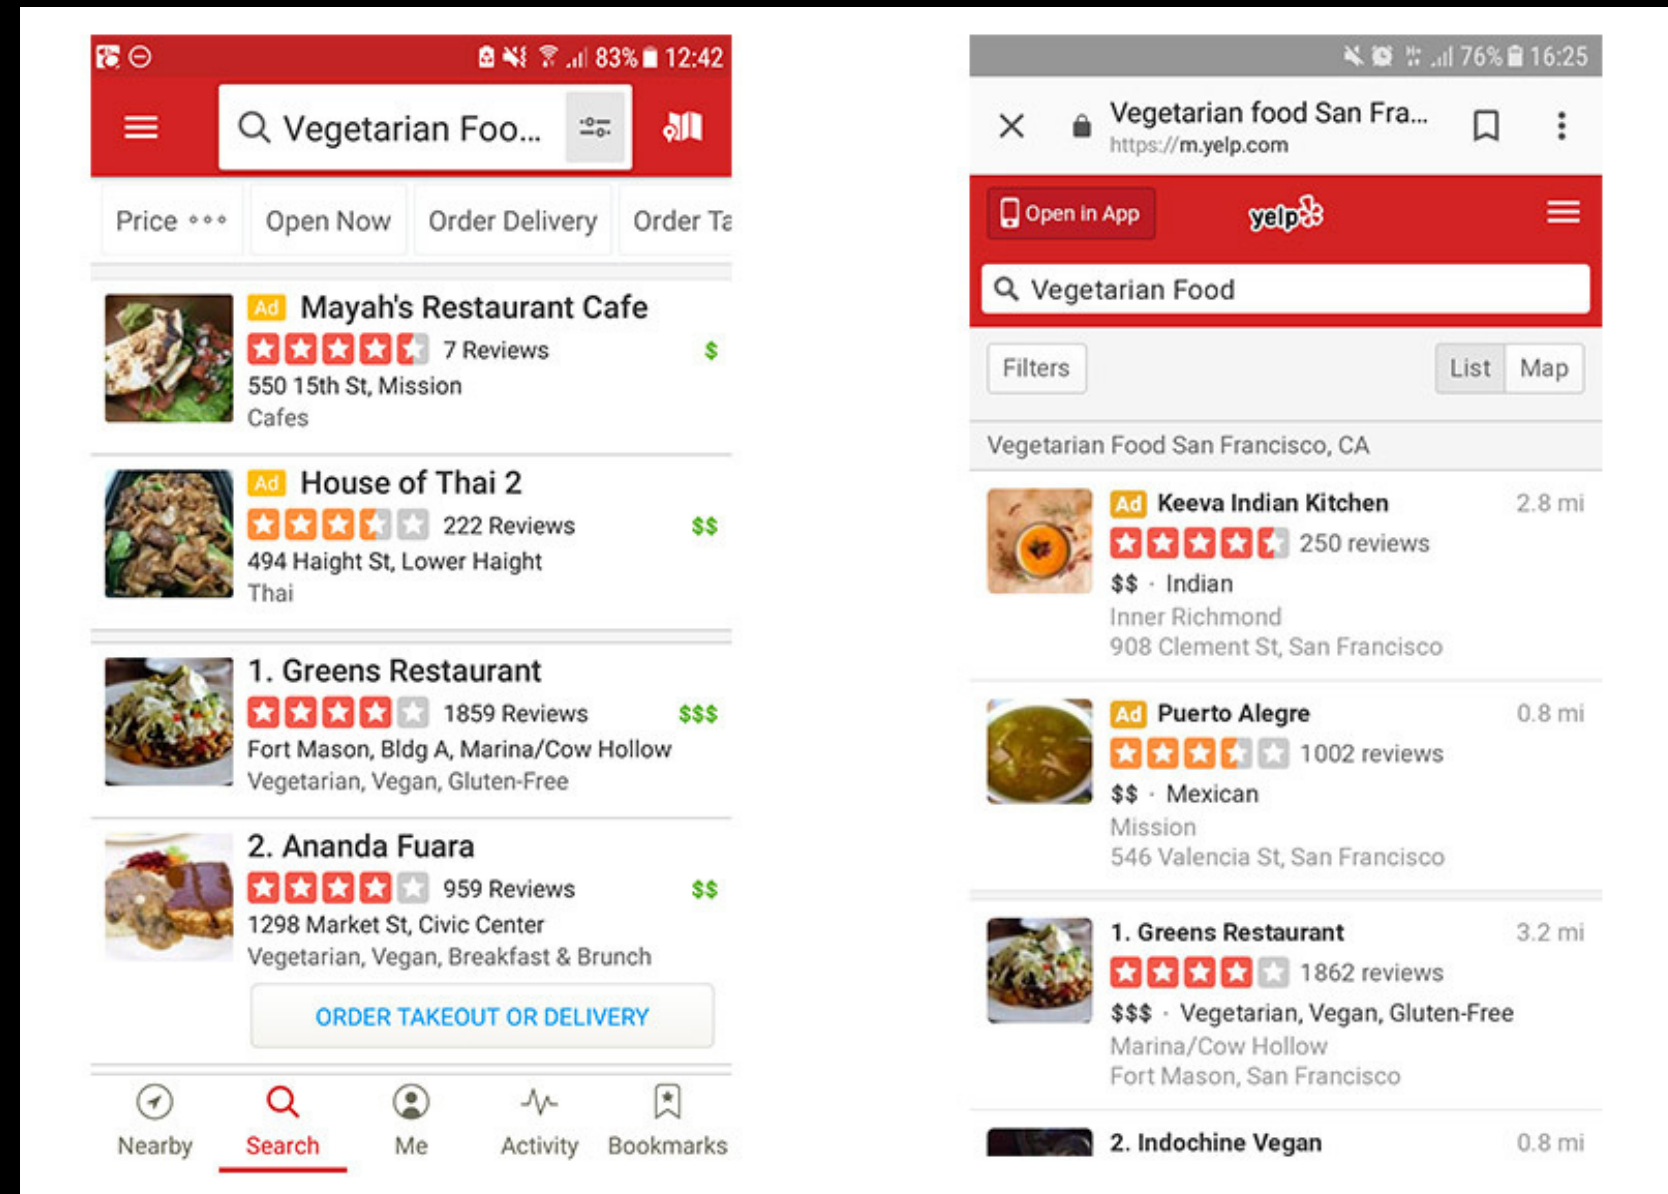 83% 12:42
Vegetarian Foo...
Price
Open Now
Order Delivery
Order Ta
Ad Mayah's Restaurant Cafe
7 Reviews $
550 15th St, Mission
Cafes
Ad House of Thai 2
222 Reviews $$
494 Haight St, Lower Haight
Thai
1. Greens Restaurant
1859 Reviews $$$
Fort Mason, Bldg A, Marina/Cow Hollow
Vegetarian, Vegan, Gluten-Free
2. Ananda Fuara
959 Reviews $$
1298 Market St, Civic Center
Vegetarian, Vegan, Breakfast & Brunch
ORDER TAKEOUT OR DELIVERY
Nearby
Search
Me
Activity
Bookmarks
76% 16:25
Vegetarian food San Fra...
https://m.yelp.com
Open in App
yelp
Vegetarian Food
Filters
List
Map
Vegetarian Food San Francisco, CA
Ad Keeva Indian Kitchen 2.8 mi
250 reviews
$$ · Indian
Inner Richmond
908 Clement St, San Francisco
Ad Puerto Alegre 0.8 mi
1002 reviews
$$ · Mexican
Mission
546 Valencia St, San Francisco
1. Greens Restaurant 3.2 mi
1862 reviews
$$$ · Vegetarian, Vegan, Gluten-Free
Marina/Cow Hollow
Fort Mason, San Francisco
2. Indochine Vegan 0.8 mi